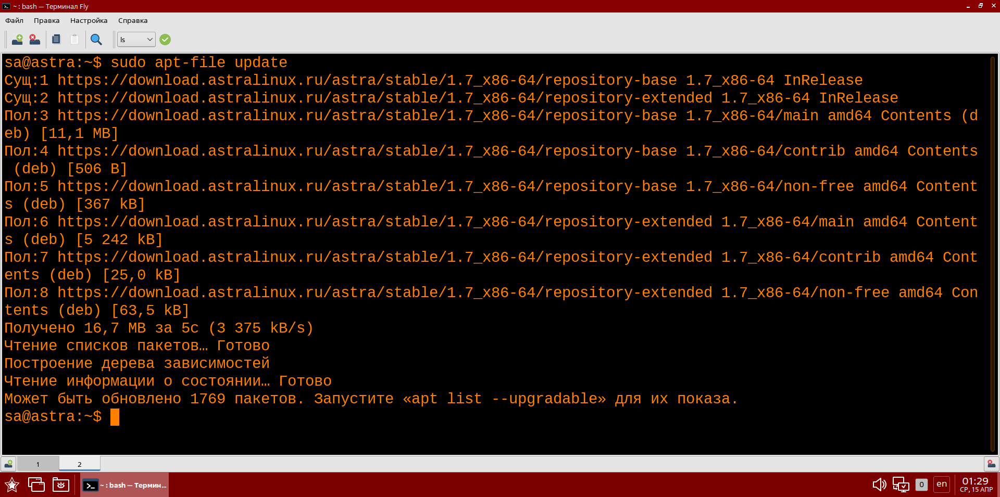 ~ : bash — Терминал Fly
Файл Правка Настройка Справка
ls
sa@astra:~$ sudo apt-file update
Сущ:1 https://download.astralinux.ru/astra/stable/1.7_x86-64/repository-base 1.7_x86-64 InRelease
Сущ:2 https://download.astralinux.ru/astra/stable/1.7_x86-64/repository-extended 1.7_x86-64 InRelease
Пол:3 https://download.astralinux.ru/astra/stable/1.7_x86-64/repository-base 1.7_x86-64/main amd64 Contents (d
eb) [11,1 MB]
Пол:4 https://download.astralinux.ru/astra/stable/1.7_x86-64/repository-base 1.7_x86-64/contrib amd64 Contents
(deb) [506 B]
Пол:5 https://download.astralinux.ru/astra/stable/1.7_x86-64/repository-base 1.7_x86-64/non-free amd64 Content
s (deb) [367 kB]
Пол:6 https://download.astralinux.ru/astra/stable/1.7_x86-64/repository-extended 1.7_x86-64/main amd64 Content
s (deb) [5 242 kB]
Пол:7 https://download.astralinux.ru/astra/stable/1.7_x86-64/repository-extended 1.7_x86-64/contrib amd64 Cont
ents (deb) [25,0 kB]
Пол:8 https://download.astralinux.ru/astra/stable/1.7_x86-64/repository-extended 1.7_x86-64/non-free amd64 Con
tents (deb) [63,5 kB]
Получено 16,7 MB за 5с (3 375 kB/s)
Чтение списков пакетов… Готово
Построение дерева зависимостей
Чтение информации о состоянии… Готово
Может быть обновлено 1769 пакетов. Запустите «apt list --upgradable» для их показа.
sa@astra:~$
1 2
~ : bash — Термин…
0 en 01:29
СР, 15 АПР